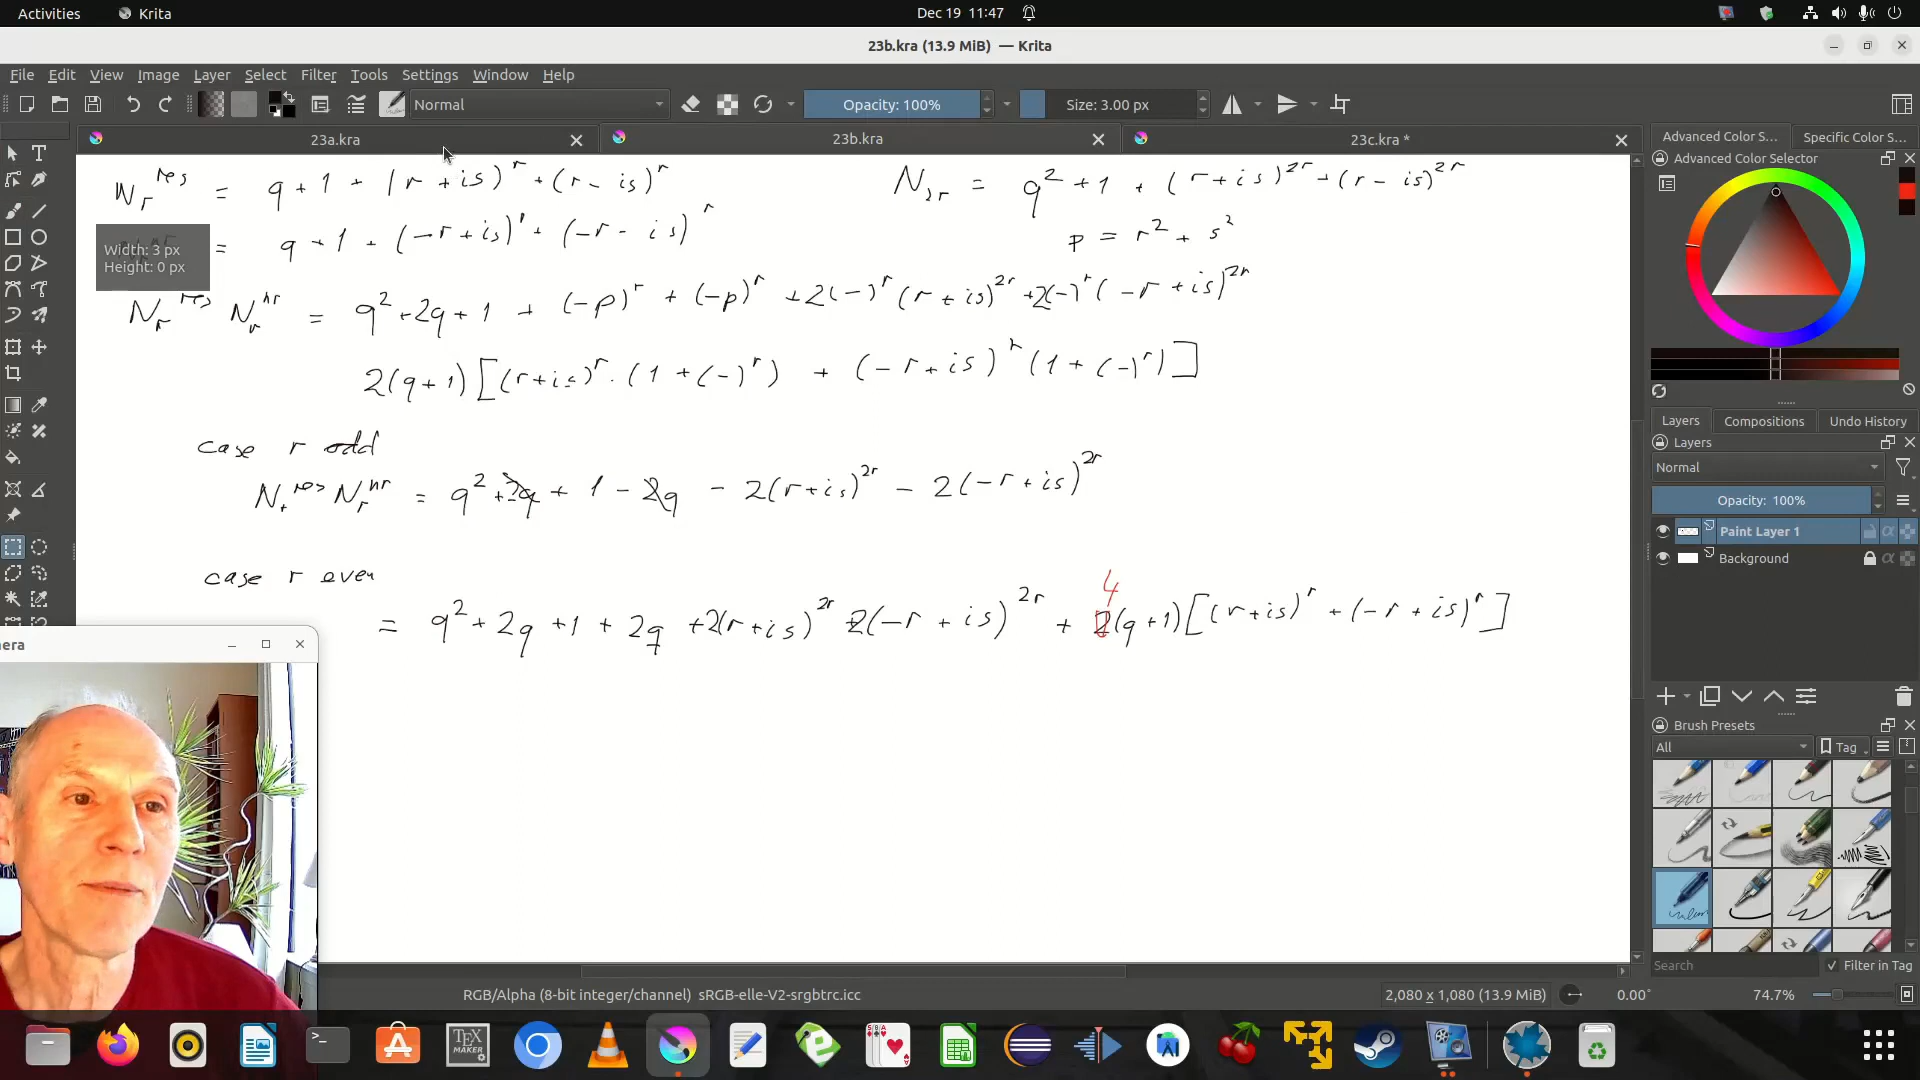 Activities Krita Dec 19 11:47
23b.kra (13.9 MiB) — Krita
File Edit View Image Layer Select Filter Tools Settings Window Help
Normal Opacity: 100% Size: 3.00 px
23a.kra 23b.kra 23c.kra *
Advanced Color S... Specific Color S...
Advanced Color Selector
N_r^res = q + 1 + (r + is)^r + (r - is)^r
N_2r = q^2 + 1 + (r + is)^2r + (r - is)^2r
= q + 1 + (-r + is)^r + (-r - is)^r
p = r^2 + s^2
Width: 3 px
Height: 0 px
N_r^res N_r^nr = q^2 + 2q + 1 + (-p)^r + (-p)^r + 2(-)^r (r + is)^2r + 2(-)^r (-r + is)^2r
2(q+1) [(r+is)^r · (1 + (-)^r) + (-r + is)^r (1 + (-)^r)]
case r odd
N_r^res N_r^nr = q^2 + 2q + 1 - 2q - 2(r+is)^2r - 2(-r + is)^2r
case r even
4
= q^2 + 2q + 1 + 2q + 2(r+is)^2r 2(-r + is)^2r + 2(q+1)[(r+is)^r + (-r + is)^r]
Layers Compositions Undo History
Layers
Normal
Opacity: 100%
Paint Layer 1
Background
Brush Presets
All Tag
Search Filter in Tag
era
RGB/Alpha (8-bit integer/channel) sRGB-elle-V2-srgbtrc.icc 2,080 x 1,080 (13.9 MiB) 0.00° 74.7%
TEX MAKER